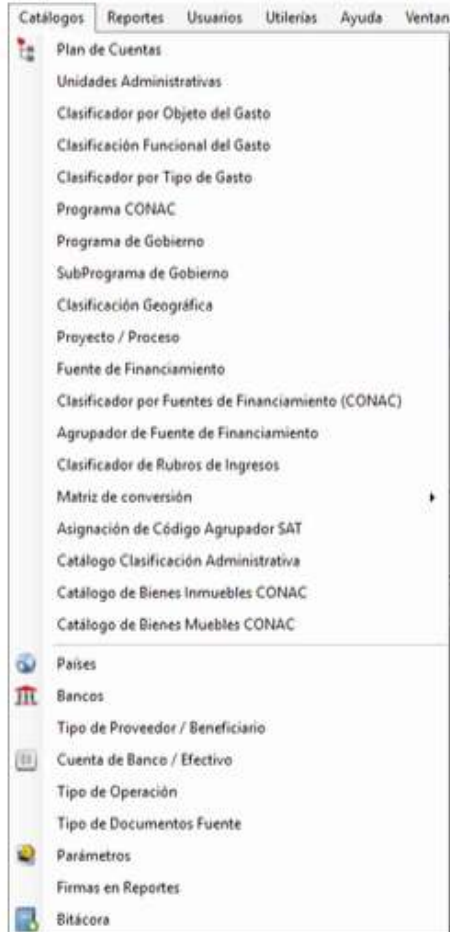 Catálogos Reportes Usuarios Utilerías Ayuda Ventan
Plan de Cuentas
Unidades Administrativas
Clasificador por Objeto del Gasto
Clasificación Funcional del Gasto
Clasificador por Tipo de Gasto
Programa CONAC
Programa de Gobierno
SubPrograma de Gobierno
Clasificación Geográfica
Proyecto / Proceso
Fuente de Financiamiento
Clasificador por Fuentes de Financiamiento (CONAC)
Agrupador de Fuente de Financiamiento
Clasificador de Rubros de Ingresos
Matriz de conversión
Asignación de Código Agrupador SAT
Catálogo Clasificación Administrativa
Catálogo de Bienes Inmuebles CONAC
Catálogo de Bienes Muebles CONAC
Países
Bancos
Tipo de Proveedor / Beneficiario
Cuenta de Banco / Efectivo
Tipo de Operación
Tipo de Documentos Fuente
Parámetros
Firmas en Reportes
Bitácora